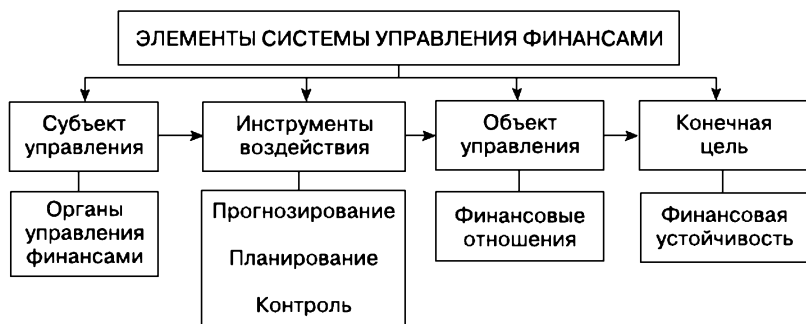 ЭЛЕМЕНТЫ СИСТЕМЫ УПРАВЛЕНИЯ ФИНАНСАМИ
Субъект
управления
Инструменты
воздействия
Объект
управления
Конечная
цель
Органы
управления
финансами
Прогнозирование
Планирование
Контроль
Финансовые
отношения
Финансовая
устойчивость